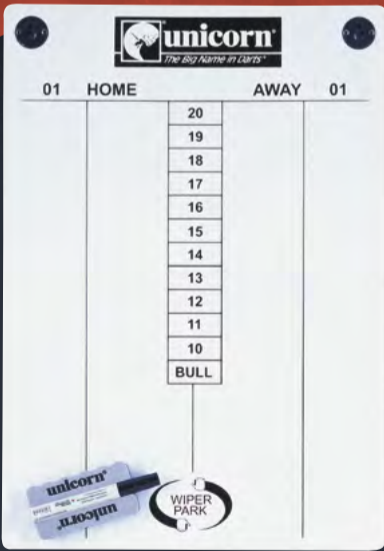 unicorn®
The Big Name in Darts®
01 HOME AWAY 01
20
19
18
17
16
15
14
13
12
11
10
BULL
unicorn®
unicorn®
WIPER
PARK